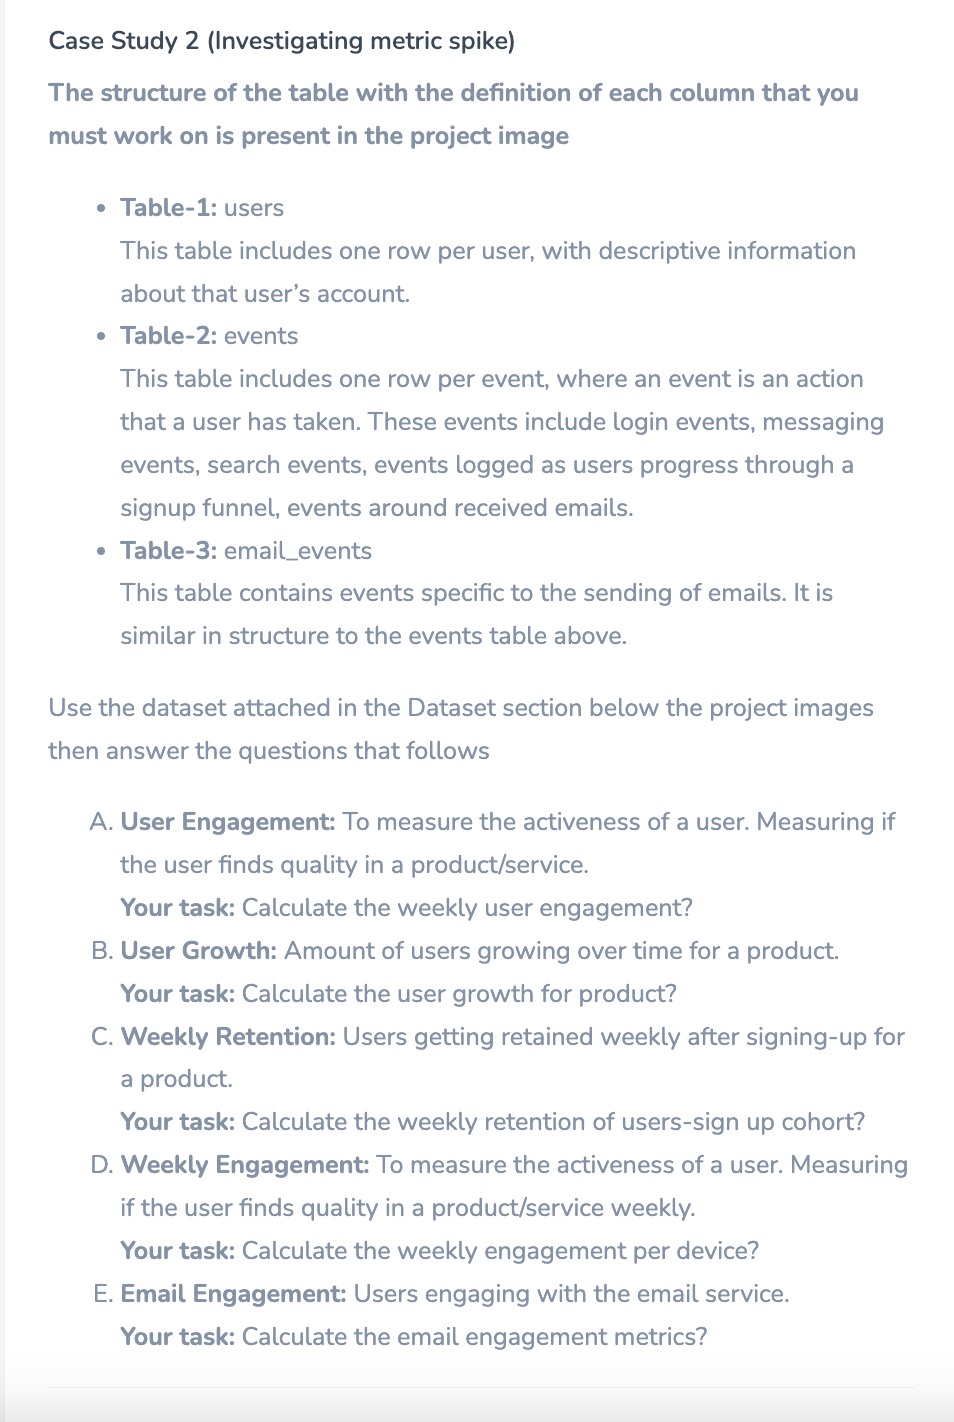 Case Study 2 (Investigating metric spike)
The structure of the table with the definition of each column that you
must work on is present in the project image
• Table-1: users
This table includes one row per user, with descriptive information
about that user’s account.
• Table-2: events
This table includes one row per event, where an event is an action
that a user has taken. These events include login events, messaging
events, search events, events logged as users progress through a
signup funnel, events around received emails.
• Table-3: email_events
This table contains events specific to the sending of emails. It is
similar in structure to the events table above.
Use the dataset attached in the Dataset section below the project images
then answer the questions that follows
A. User Engagement: To measure the activeness of a user. Measuring if
the user finds quality in a product/service.
Your task: Calculate the weekly user engagement?
B. User Growth: Amount of users growing over time for a product.
Your task: Calculate the user growth for product?
C. Weekly Retention: Users getting retained weekly after signing-up for
a product.
Your task: Calculate the weekly retention of users-sign up cohort?
D. Weekly Engagement: To measure the activeness of a user. Measuring
if the user finds quality in a product/service weekly.
Your task: Calculate the weekly engagement per device?
E. Email Engagement: Users engaging with the email service.
Your task: Calculate the email engagement metrics?